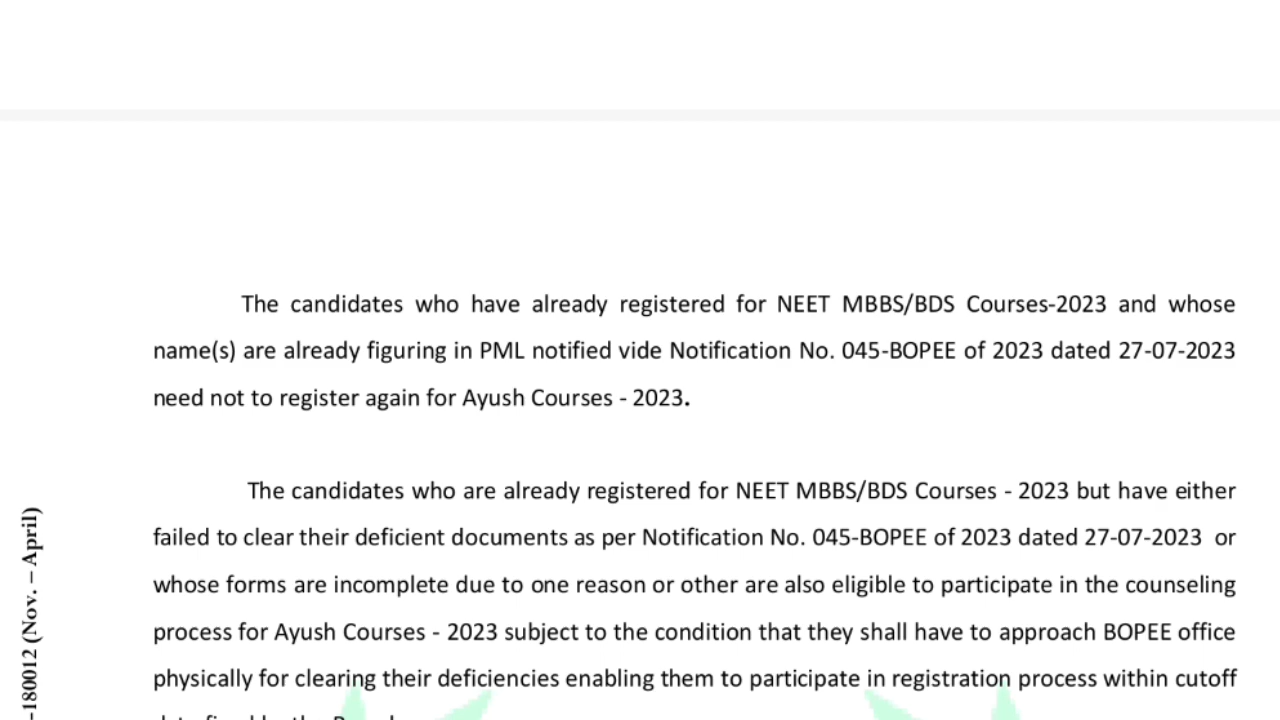 The candidates who have already registered for NEET MBBS/BDS Courses-2023 and whose
name(s) are already figuring in PML notified vide Notification No. 045-BOPEE of 2023 dated 27-07-2023
need not to register again for Ayush Courses - 2023.
The candidates who are already registered for NEET MBBS/BDS Courses - 2023 but have either
failed to clear their deficient documents as per Notification No. 045-BOPEE of 2023 dated 27-07-2023 or
whose forms are incomplete due to one reason or other are also eligible to participate in the counseling
process for Ayush Courses - 2023 subject to the condition that they shall have to approach BOPEE office
physically for clearing their deficiencies enabling them to participate in registration process within cutoff
-180012 (Nov. – April)